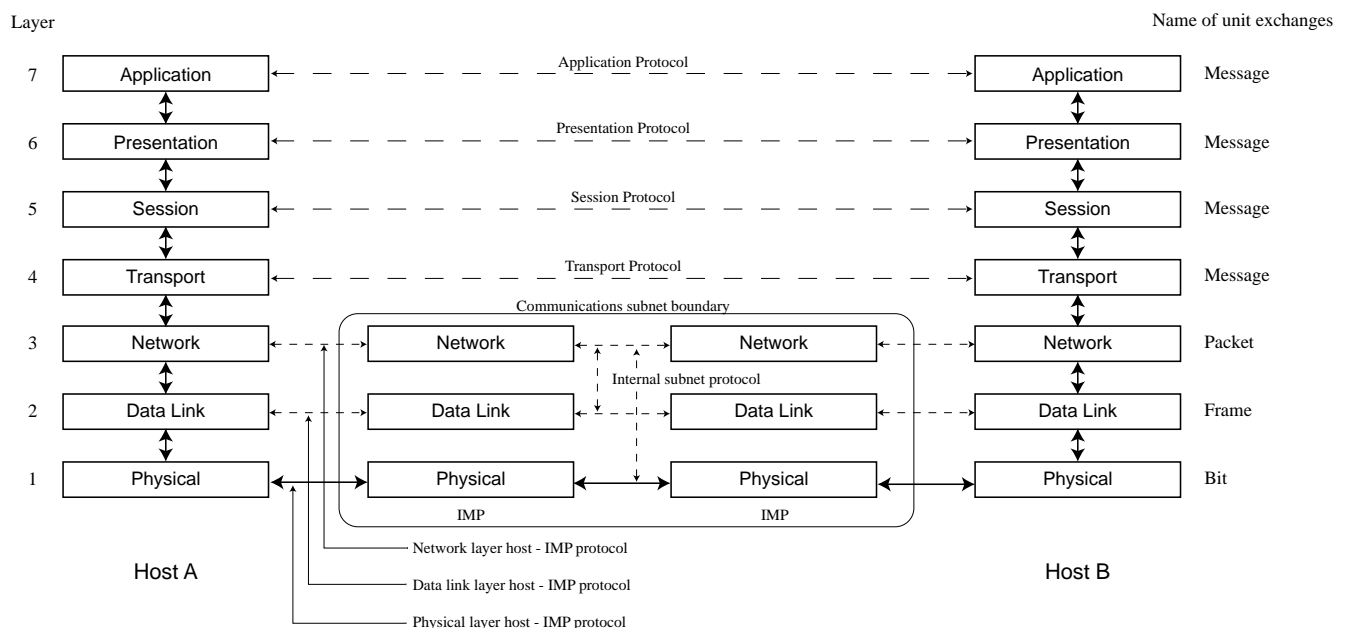 Layer
Name of unit exchanges
7 Application Application Protocol Application Message
6 Presentation Presentation Protocol Presentation Message
5 Session Session Protocol Session Message
4 Transport Transport Protocol Transport Message
Communications subnet boundary
3 Network Network Network Network Packet
Internal subnet protocol
2 Data Link Data Link Data Link Data Link Frame
1 Physical Physical Physical Physical Bit
IMP IMP
Network layer host - IMP protocol
Host A Host B
Data link layer host - IMP protocol
Physical layer host - IMP protocol